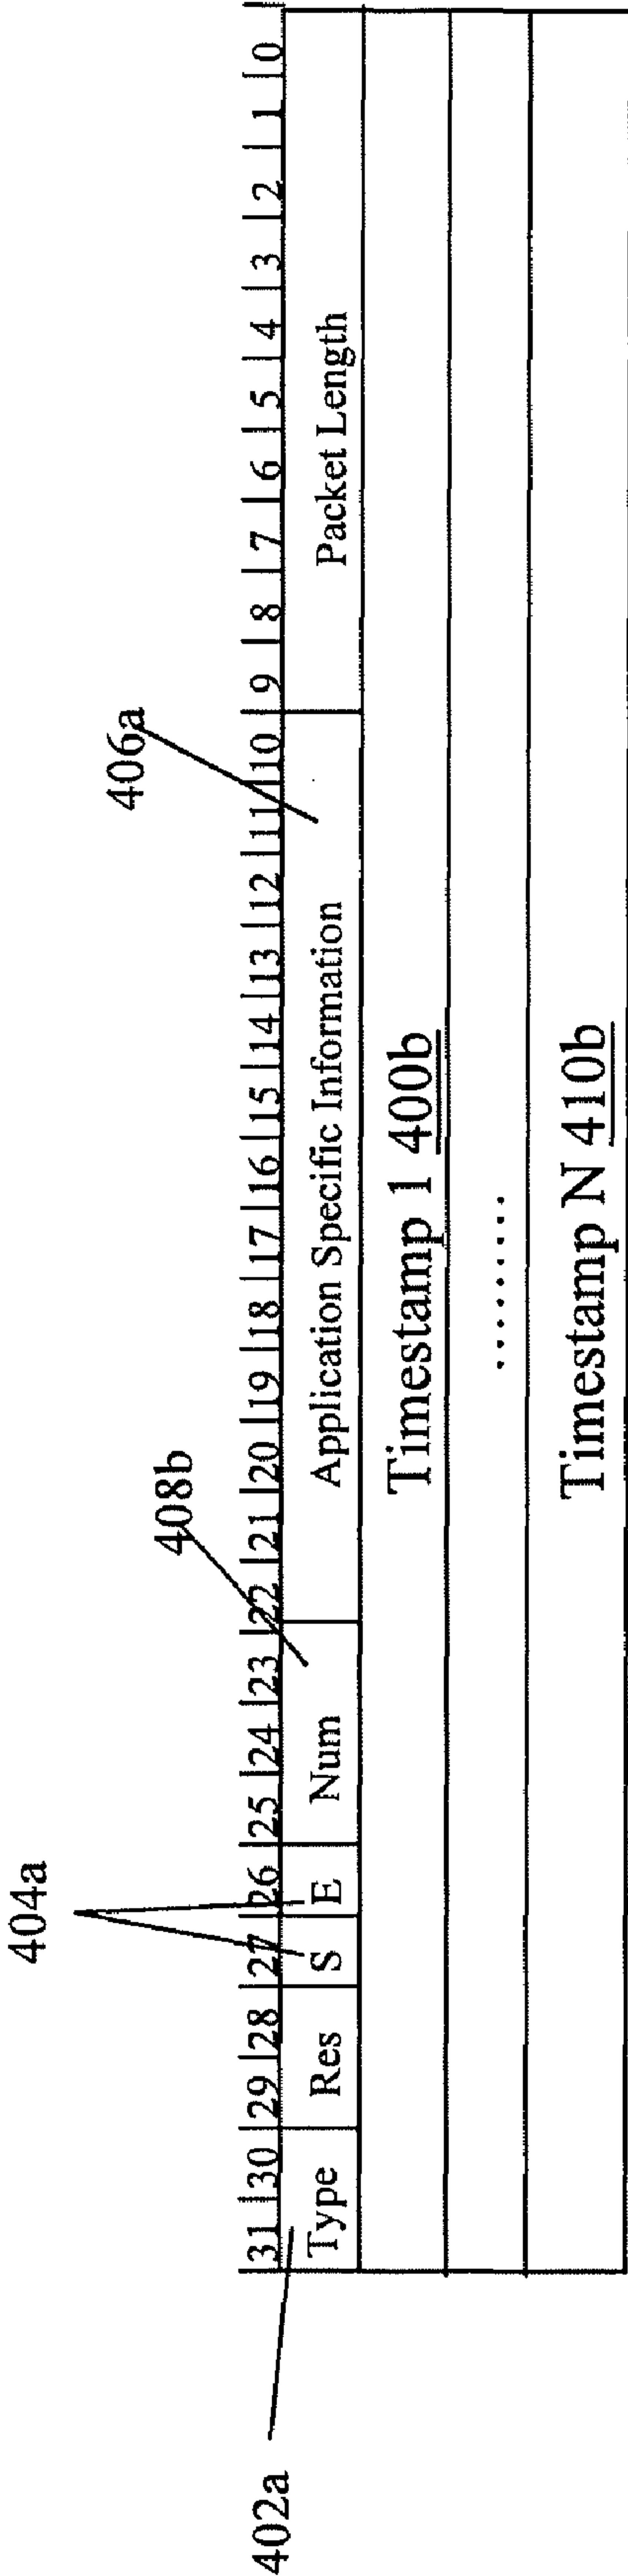 404a
408b
406a
402a
31 30 29 28 27 26 25 24 23 22 21 20 19 18 17 16 15 14 13 12 11 10 9 8 7 6 5 4 3 2 1 0
Type Res S E Num Application Specific Information Packet Length
Timestamp 1 400b
.........
Timestamp N 410b